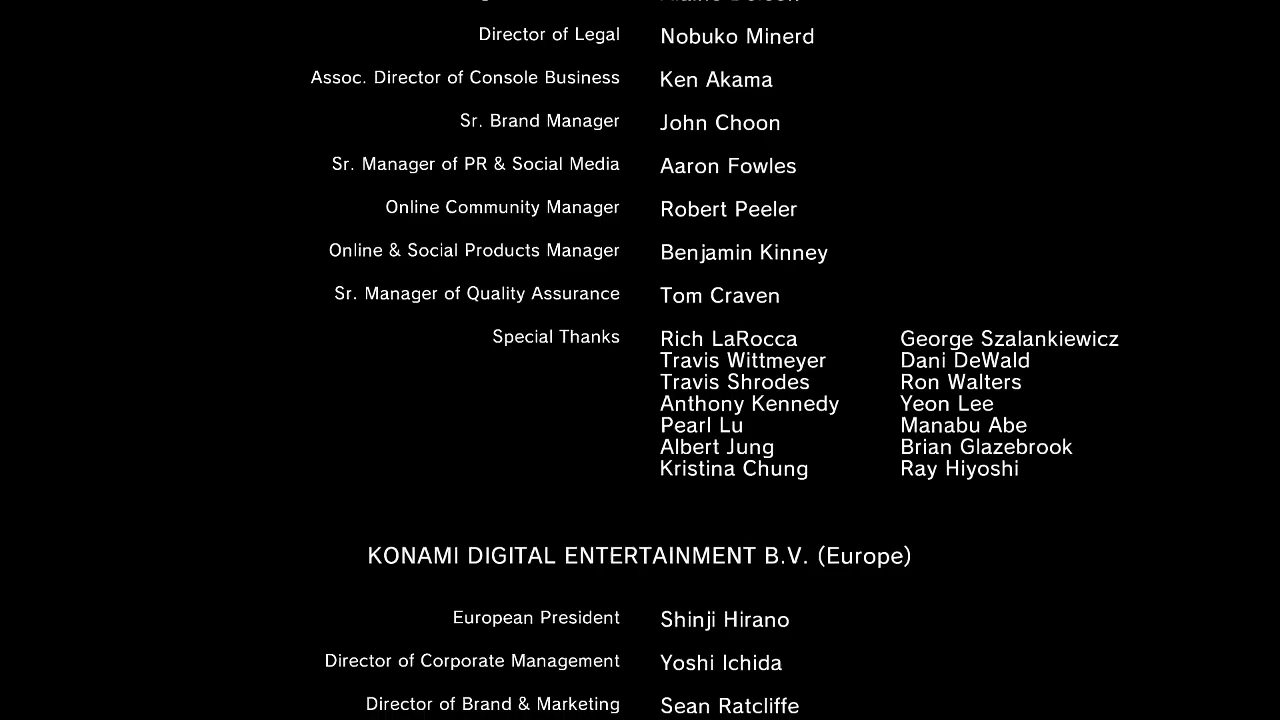 Director of Legal Nobuko Minerd
Assoc. Director of Console Business Ken Akama
Sr. Brand Manager John Choon
Sr. Manager of PR & Social Media Aaron Fowles
Online Community Manager Robert Peeler
Online & Social Products Manager Benjamin Kinney
Sr. Manager of Quality Assurance Tom Craven
Special Thanks Rich LaRocca George Szalankiewicz
Travis Wittmeyer Dani DeWald
Travis Shrodes Ron Walters
Anthony Kennedy Yeon Lee
Pearl Lu Manabu Abe
Albert Jung Brian Glazebrook
Kristina Chung Ray Hiyoshi
KONAMI DIGITAL ENTERTAINMENT B.V. (Europe)
European President Shinji Hirano
Director of Corporate Management Yoshi Ichida
Director of Brand & Marketing Sean Ratcliffe